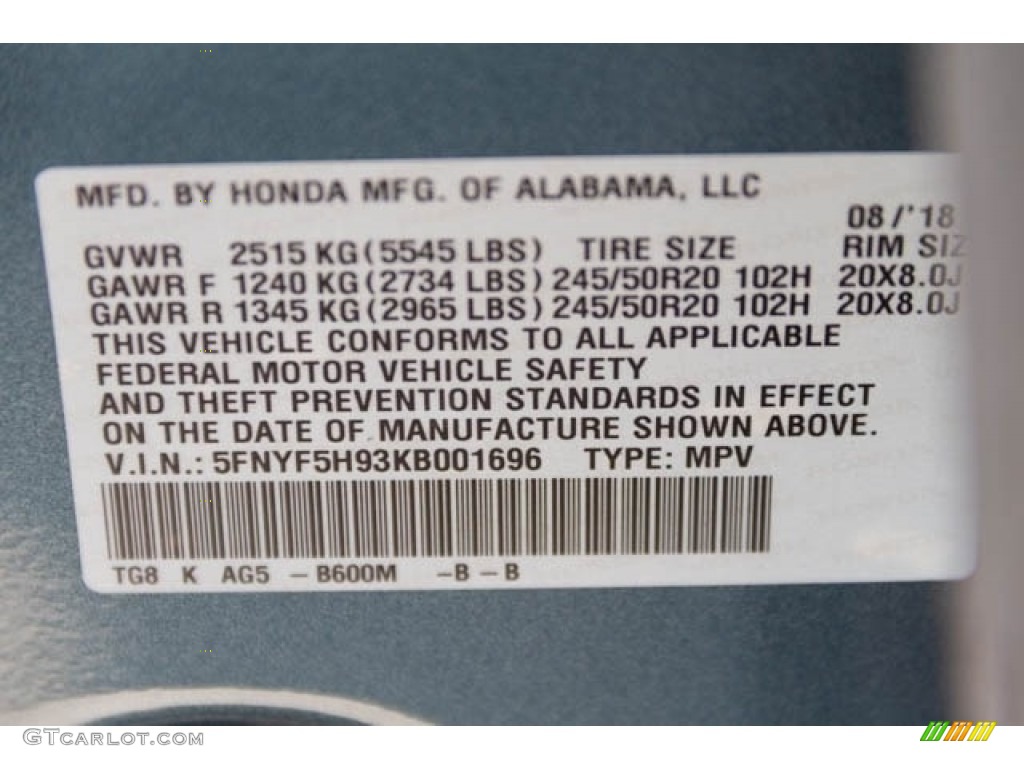 MFD. BY HONDA MFG. OF ALABAMA, LLC
08/'18
GVWR 2515 KG(5545 LBS) TIRE SIZE RIM SIZ
GAWR F 1240 KG(2734 LBS) 245/50R20 102H 20X8.0J
GAWR R 1345 KG(2965 LBS) 245/50R20 102H 20X8.0J
THIS VEHICLE CONFORMS TO ALL APPLICABLE
FEDERAL MOTOR VEHICLE SAFETY
AND THEFT PREVENTION STANDARDS IN EFFECT
ON THE DATE OF MANUFACTURE SHOWN ABOVE.
V.I.N.: 5FNYF5H93KB001696 TYPE: MPV
TG8 K AG5 – B600M –B – B
GTCarlot.com